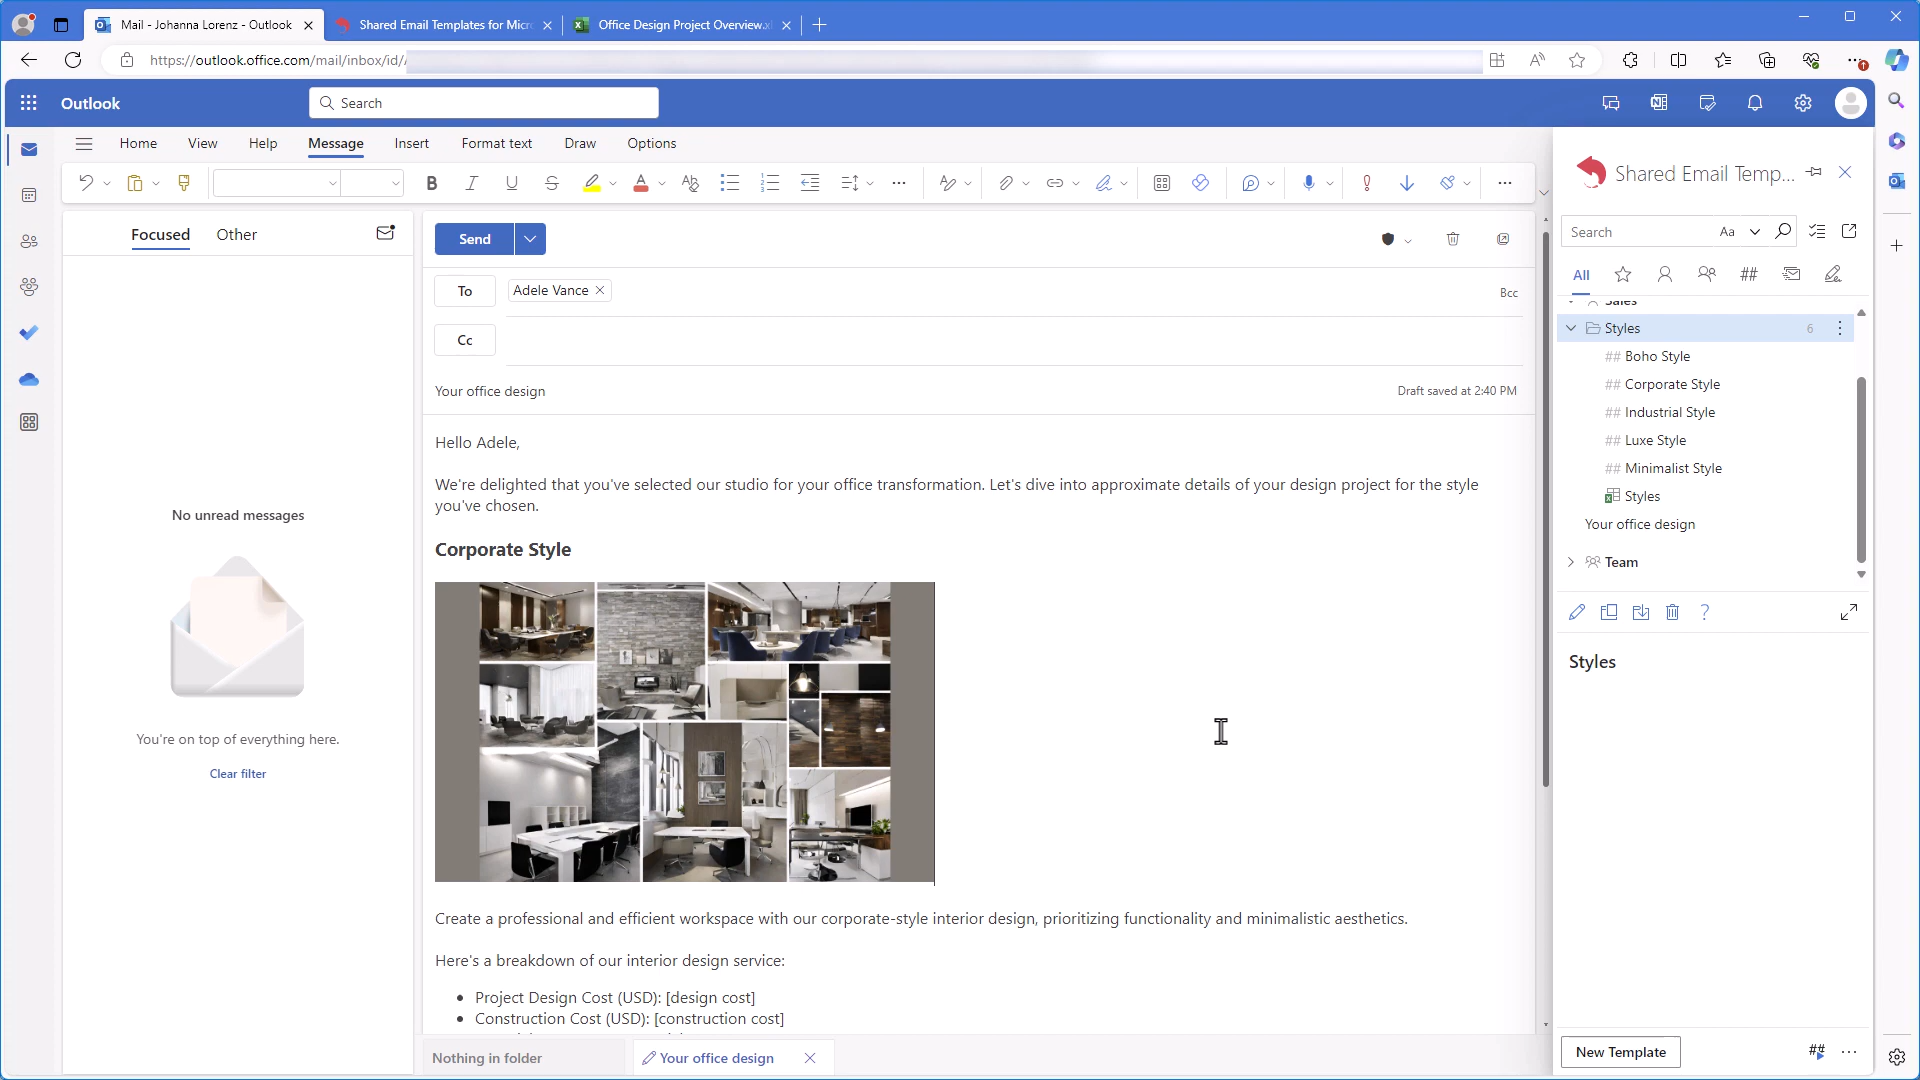 Mail - Johanna Lorenz - Outlook
Shared Email Templates for Micr
Office Design Project Overview.x
https://outlook.office.com/mail/inbox/id/
Outlook
Search
Home
View
Help
Message
Insert
Format text
Draw
Options
Focused
Other
No unread messages
You're on top of everything here.
Clear filter
Send
To
Adele Vance
Bcc
Cc
Your office design
Draft saved at 2:40 PM
Hello Adele,
We're delighted that you've selected our studio for your office transformation. Let's dive into approximate details of your design project for the style
you've chosen.
Corporate Style
Create a professional and efficient workspace with our corporate-style interior design, prioritizing functionality and minimalistic aesthetics.
Here's a breakdown of our interior design service:
• Project Design Cost (USD): [design cost]
• Construction Cost (USD): [construction cost]
Nothing in folder
Your office design
Shared Email Temp...
Search
Aa
All
##
Sales
Styles
6
## Boho Style
## Corporate Style
## Industrial Style
## Luxe Style
## Minimalist Style
Styles
Your office design
Team
Styles
New Template
##